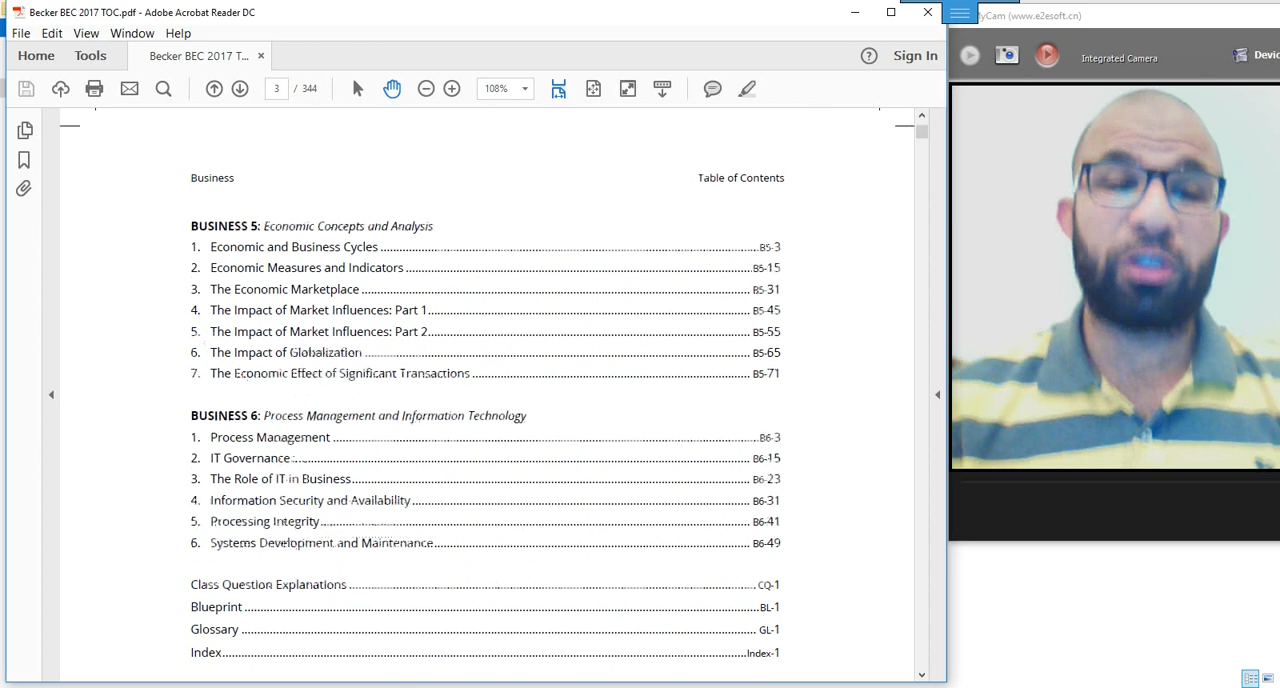 Becker BEC 2017 TOC.pdf - Adobe Acrobat Reader DC
File Edit View Window Help
Home Tools Becker BEC 2017 T... × Sign In
3 / 344 108%
Business Table of Contents
BUSINESS 5: Economic Concepts and Analysis
1. Economic and Business Cycles B5-3
2. Economic Measures and Indicators B5-15
3. The Economic Marketplace B5-31
4. The Impact of Market Influences: Part 1 B5-45
5. The Impact of Market Influences: Part 2 B5-55
6. The Impact of Globalization B5-65
7. The Economic Effect of Significant Transactions B5-71
BUSINESS 6: Process Management and Information Technology
1. Process Management B6-3
2. IT Governance B6-15
3. The Role of IT in Business B6-23
4. Information Security and Availability B6-31
5. Processing Integrity B6-41
6. Systems Development and Maintenance B6-49
Class Question Explanations CQ-1
Blueprint BL-1
Glossary GL-1
Index Index-1
(www.e2esoft.cn)
Integrated Camera